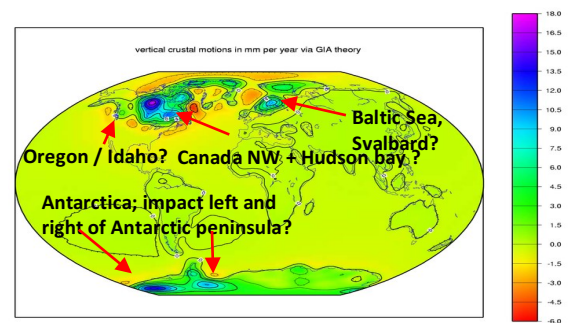 vertical crustal motions in mm per year via GIA theory
Baltic Sea,
Svalbard?
Oregon / Idaho? Canada NW + Hudson bay ?
Antarctica; impact left and
right of Antarctic peninsula?
18.0
16.5
15.0
13.5
12.0
10.5
9.0
7.5
6.0
4.5
3.0
1.5
0.0
-1.5
-3.0
-4.5
-6.0